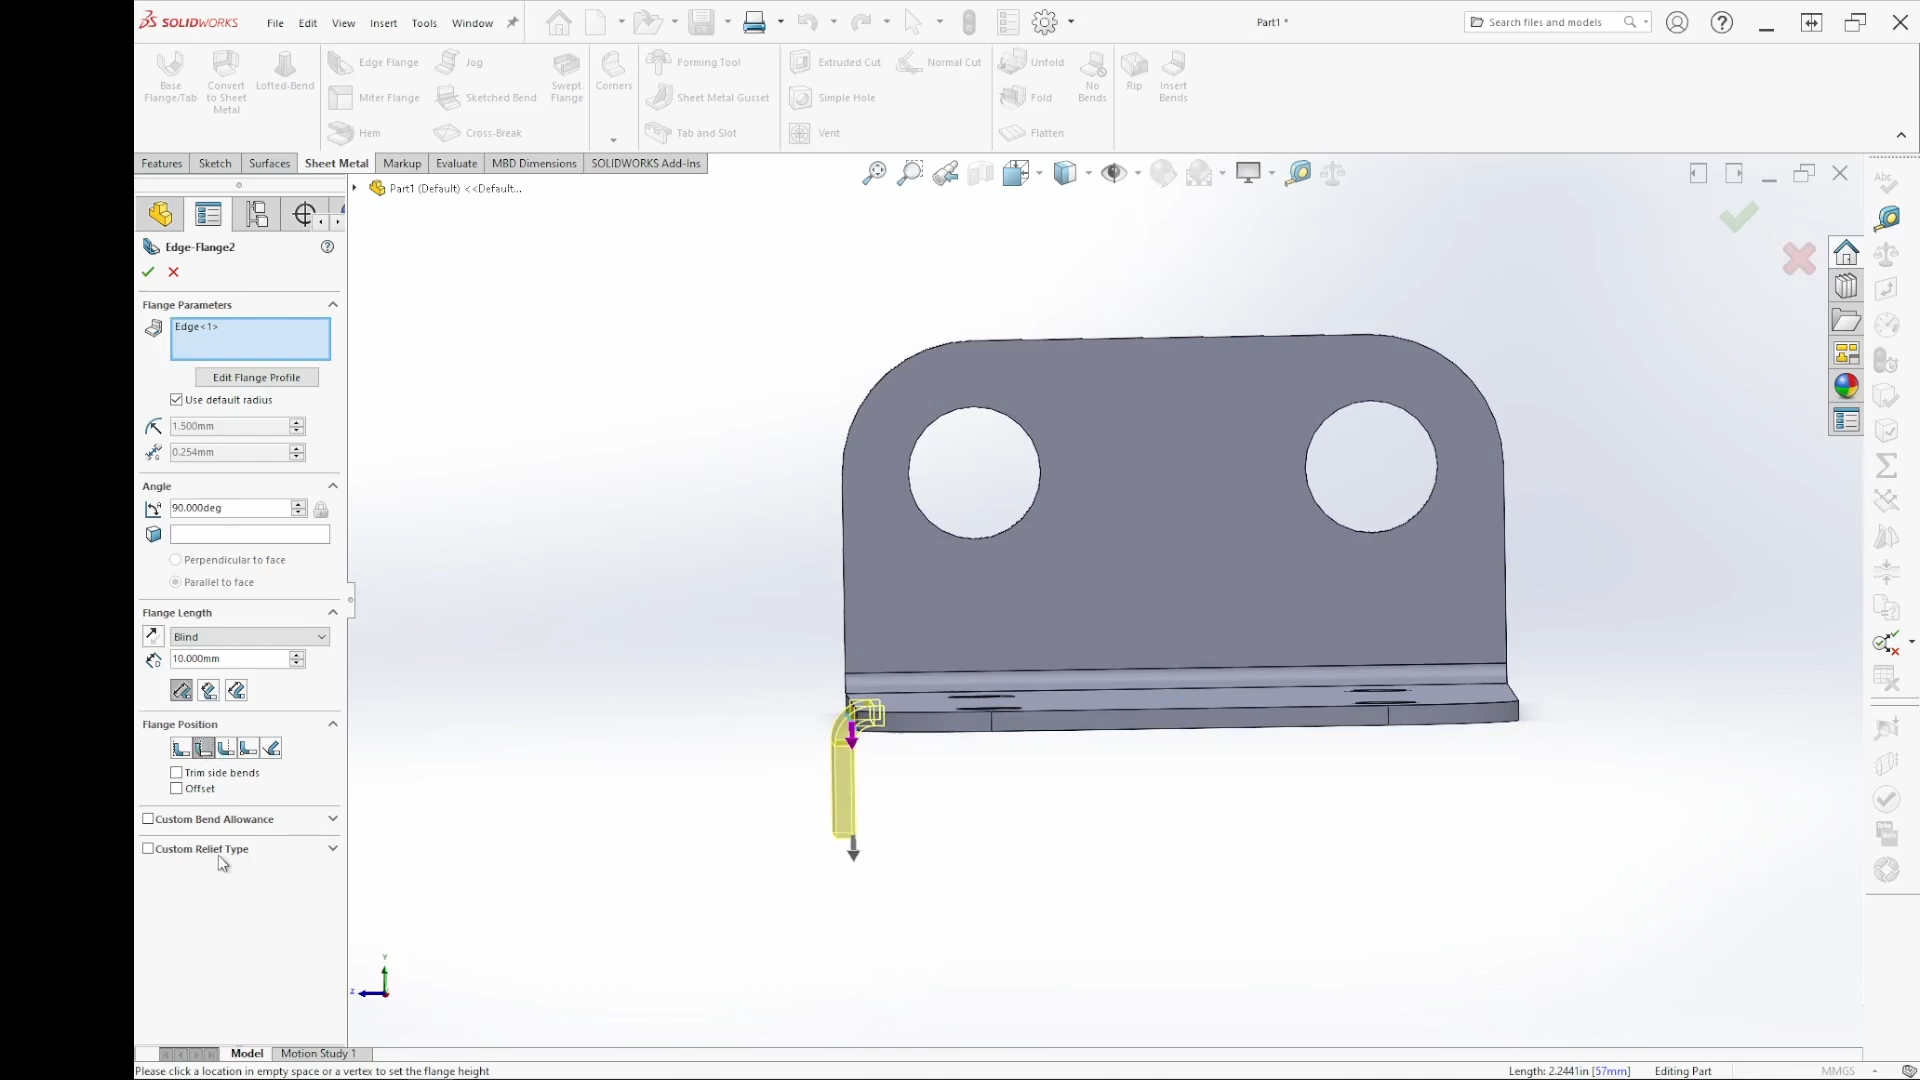 SOLIDWORKS
File Edit View Insert Tools Window
Part1 *
Search files and models
Base Flange/Tab
Convert to Sheet Metal
Lofted-Bend
Edge Flange
Miter Flange
Hem
Jog
Sketched Bend
Cross-Break
Swept Flange
Corners
Forming Tool
Sheet Metal Gusset
Tab and Slot
Extruded Cut
Simple Hole
Vent
Normal Cut
Unfold
Fold
Flatten
No Bends
Rip
Insert Bends
Features Sketch Surfaces Sheet Metal Markup Evaluate MBD Dimensions SOLIDWORKS Add-Ins
Part1 (Default) <<Default...
Edge-Flange2
Flange Parameters
Edge<1>
Edit Flange Profile
Use default radius
1.500mm
0.254mm
Angle
90.000deg
Perpendicular to face
Parallel to face
Flange Length
Blind
10.000mm
Flange Position
Trim side bends
Offset
Custom Bend Allowance
Custom Relief Type
Y
Z
Model Motion Study 1
Please click a location in empty space or a vertex to set the flange height
Length: 2.2441in [57mm] Editing Part MMGS